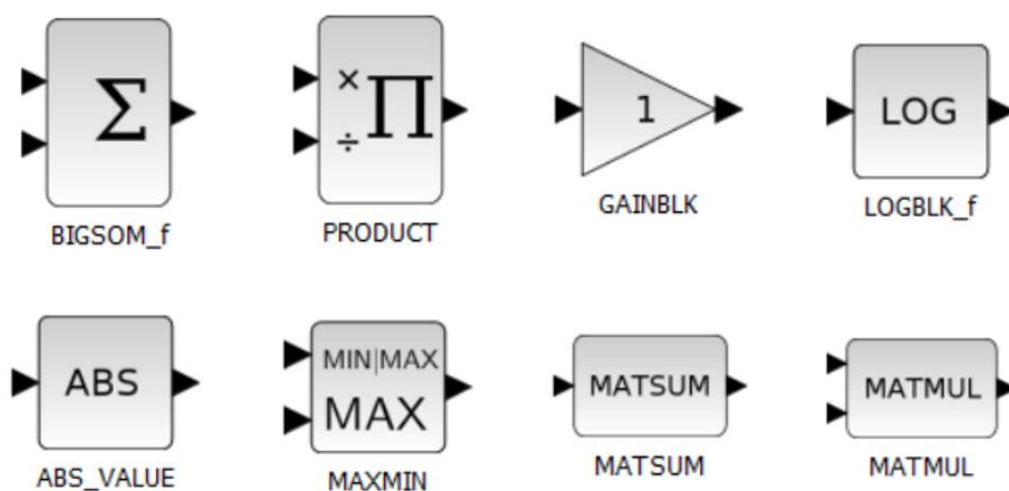 Σ
×
∏
÷
BIGSOM_f
PRODUCT
1
GAINBLK
LOG
LOGBLK_f
ABS
ABS_VALUE
MIN|MAX
MAX
MAXMIN
MATSUM
MATSUM
MATMUL
MATMUL